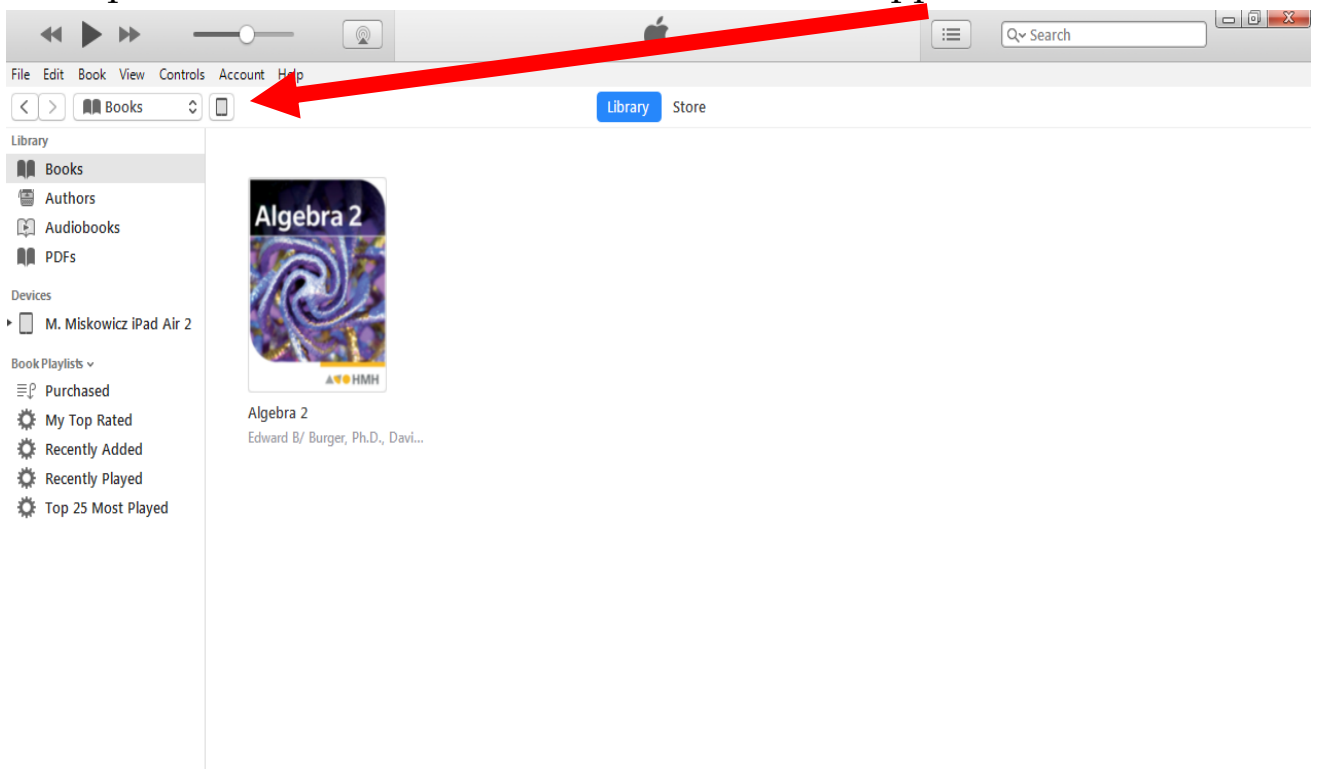 Search
File Edit Book View Controls Account Help
Books
Library Store
Library
Books
Authors
Audiobooks
PDFs
Devices
M. Miskowicz iPad Air 2
Book Playlists
Purchased
My Top Rated
Recently Added
Recently Played
Top 25 Most Played
Algebra 2
HMH
Algebra 2
Edward B/ Burger, Ph.D., Davi...